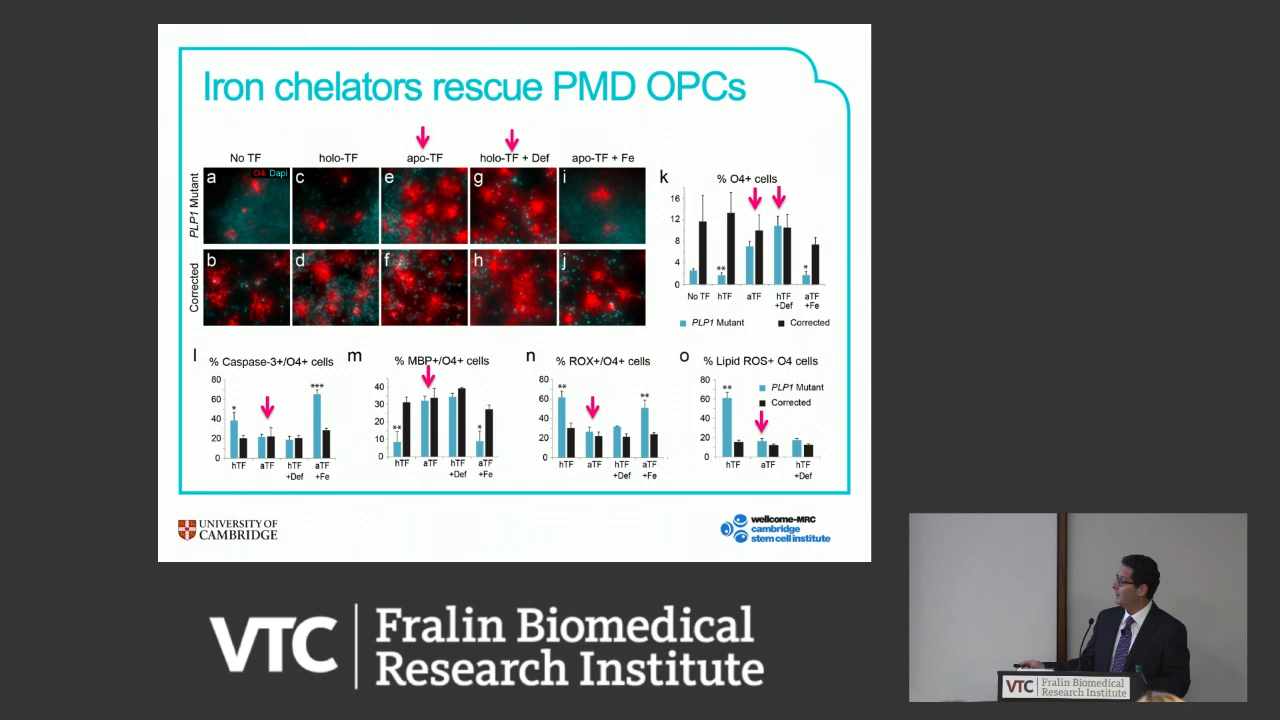 Iron chelators rescue PMD OPCs
No TF
holo-TF
apo-TF
holo-TF + Def
apo-TF + Fe
PLP1 Mutant
Corrected
a
O4 Dapi
c
e
g
i
b
d
f
h
j
k
% O4+ cells
16
12
8
4
0
**
*
No TF
hTF
aTF
hTF
+Def
aTF
+Fe
PLP1 Mutant
Corrected
l
% Caspase-3+/O4+ cells
80
60
40
20
0
*
***
hTF
aTF
hTF
+Def
aTF
+Fe
m
% MBP+/O4+ cells
40
30
20
10
0
**
*
hTF
aTF
hTF
+Def
aTF
+Fe
n
% ROX+/O4+ cells
80
60
40
20
0
**
**
hTF
aTF
hTF
+Def
aTF
+Fe
o
% Lipid ROS+ O4 cells
80
60
40
20
0
**
PLP1 Mutant
Corrected
hTF
aTF
hTF
+Def
UNIVERSITY OF
CAMBRIDGE
wellcome-MRC
cambridge
stem cell institute
VTC
Fralin Biomedical
Research Institute
VTC
Fralin Biomedical
Research Institute